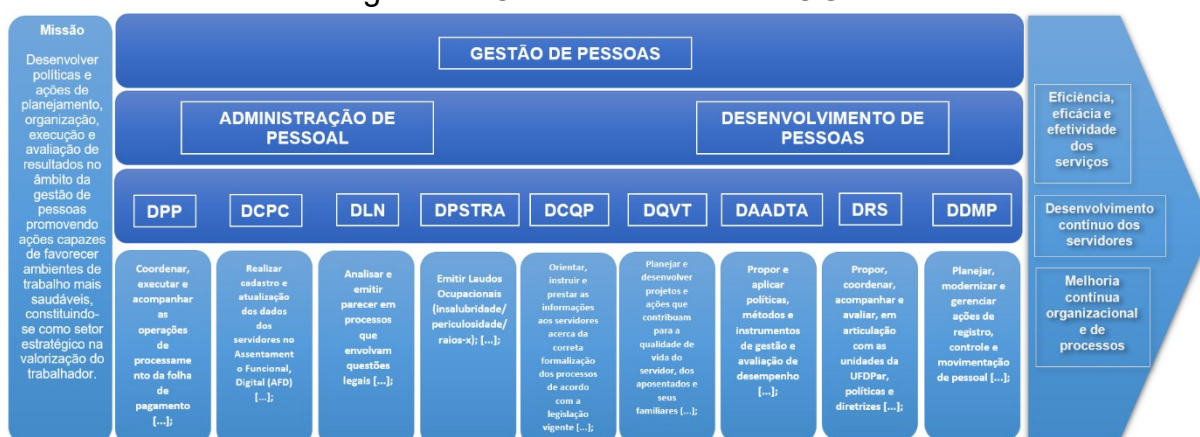 Missão
Desenvolver
políticas e
ações de
planejamento,
organização,
execução e
avaliação de
resultados no
âmbito da
gestão de
pessoas
promovendo
ações capazes
de favorecer
ambientes de
trabalho mais
saudáveis,
constituindo-
se como setor
estratégico na
valorização do
trabalhador.
GESTÃO DE PESSOAS
ADMINISTRAÇÃO DE
PESSOAL
DESENVOLVIMENTO DE
PESSOAS
DPP
DCPC
DLN
DPSTRA
DCQP
DQVT
DAADTA
DRS
DDMP
Coordenar,
executar e
acompanhar
as
operações
de
processame
nto da folha
de
pagamento
[...];
Realizar
cadastro e
atualização
dos dados
dos
servidores no
Assentament
o Funcional,
Digital (AFD)
[...];
Analisar e
emitir
parecer em
processos
que
envolvam
questões
legais [...];
Emitir Laudos
Ocupacionais
(insalubridade/
periculosidade/
raios-x); [...];
Orientar,
instruir e
prestar as
informações
aos servidores
acerca da
correta
formalização
dos processos
de acordo
com a
legislação
vigente [...];
Planejar e
desenvolver
projetos e
ações que
contribuam
para a
qualidade de
vida do
servidor, dos
aposentados e
seus
familiares [...];
Propor e
aplicar
políticas,
métodos e
instrumentos
de gestão e
avaliação de
desempenho
[...];
Propor,
coordenar,
acompanhar e
avaliar, em
articulação
com as
unidades da
UFDPar,
políticas e
diretrizes [...];
Planejar,
modernizar e
gerenciar
ações de
registro,
controle e
movimentação
de pessoal [...];
Eficiência,
eficácia e
efetividade
dos
serviços
Desenvolvimento
contínuo dos
servidores
Melhoria
contínua
organizacional
e de
processos